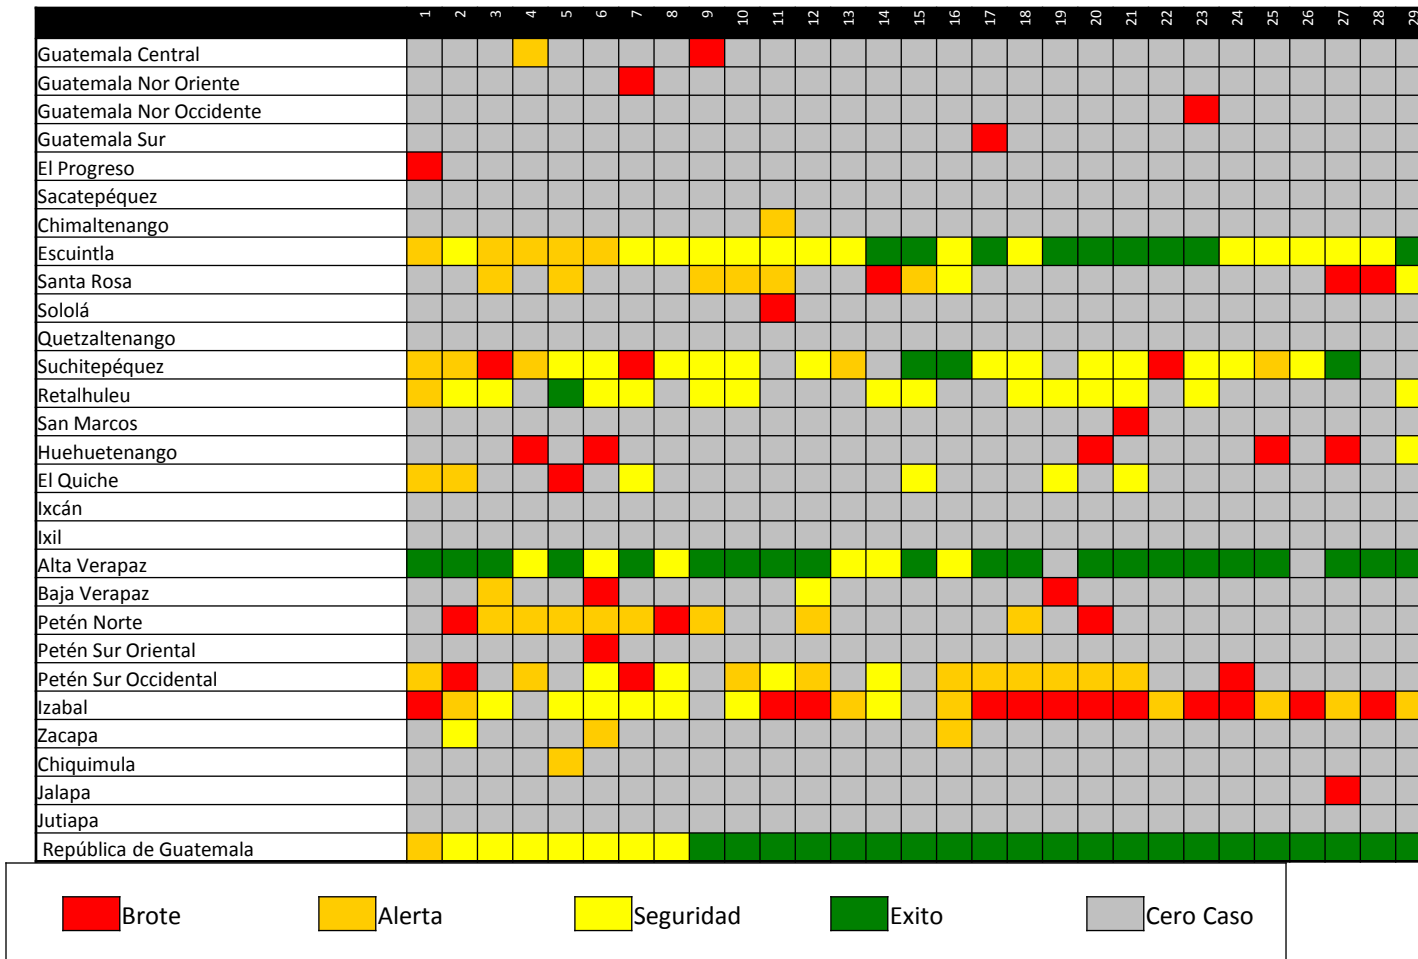 1 2 3 4 5 6 7 8 9 10 11 12 13 14 15 16 17 18 19 20 21 22 23 24 25 26 27 28 29
Guatemala Central
Guatemala Nor Oriente
Guatemala Nor Occidente
Guatemala Sur
El Progreso
Sacatepéquez
Chimaltenango
Escuintla
Santa Rosa
Sololá
Quetzaltenango
Suchitepéquez
Retalhuleu
San Marcos
Huehuetenango
El Quiche
Ixcán
Ixil
Alta Verapaz
Baja Verapaz
Petén Norte
Petén Sur Oriental
Petén Sur Occidental
Izabal
Zacapa
Chiquimula
Jalapa
Jutiapa
República de Guatemala
Brote Alerta Seguridad Exito Cero Caso